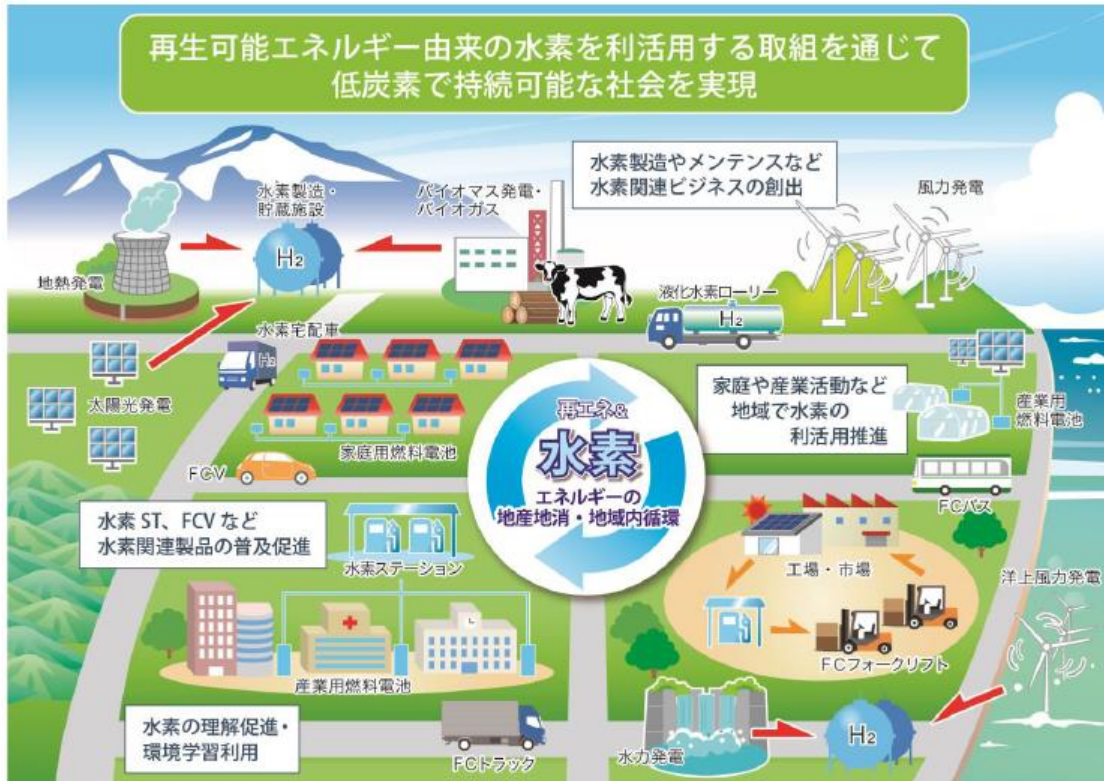 再生可能エネルギー由来の水素を利活用する取組を通じて
低炭素で持続可能な社会を実現
水素製造やメンテンスなど
水素関連ビジネスの創出
水素製造・
貯蔵施設
バイオマス発電・
バイオガス
風力発電
H₂
地熱発電
液化水素ローリー
H₂
水素宅配車
H₂
太陽光発電
家庭用燃料電池
再エネ&
水素
エネルギーの
地産地消・地域内循環
家庭や産業活動など
地域で水素の
利活用推進
産業用
燃料電池
FCV
FCバス
水素 ST、FCV など
水素関連製品の普及促進
水素ステーション
工場・市場
洋上風力発電
FCフォークリフト
産業用燃料電池
水素の理解促進・
環境学習利用
FCトラック
水力発電
H₂